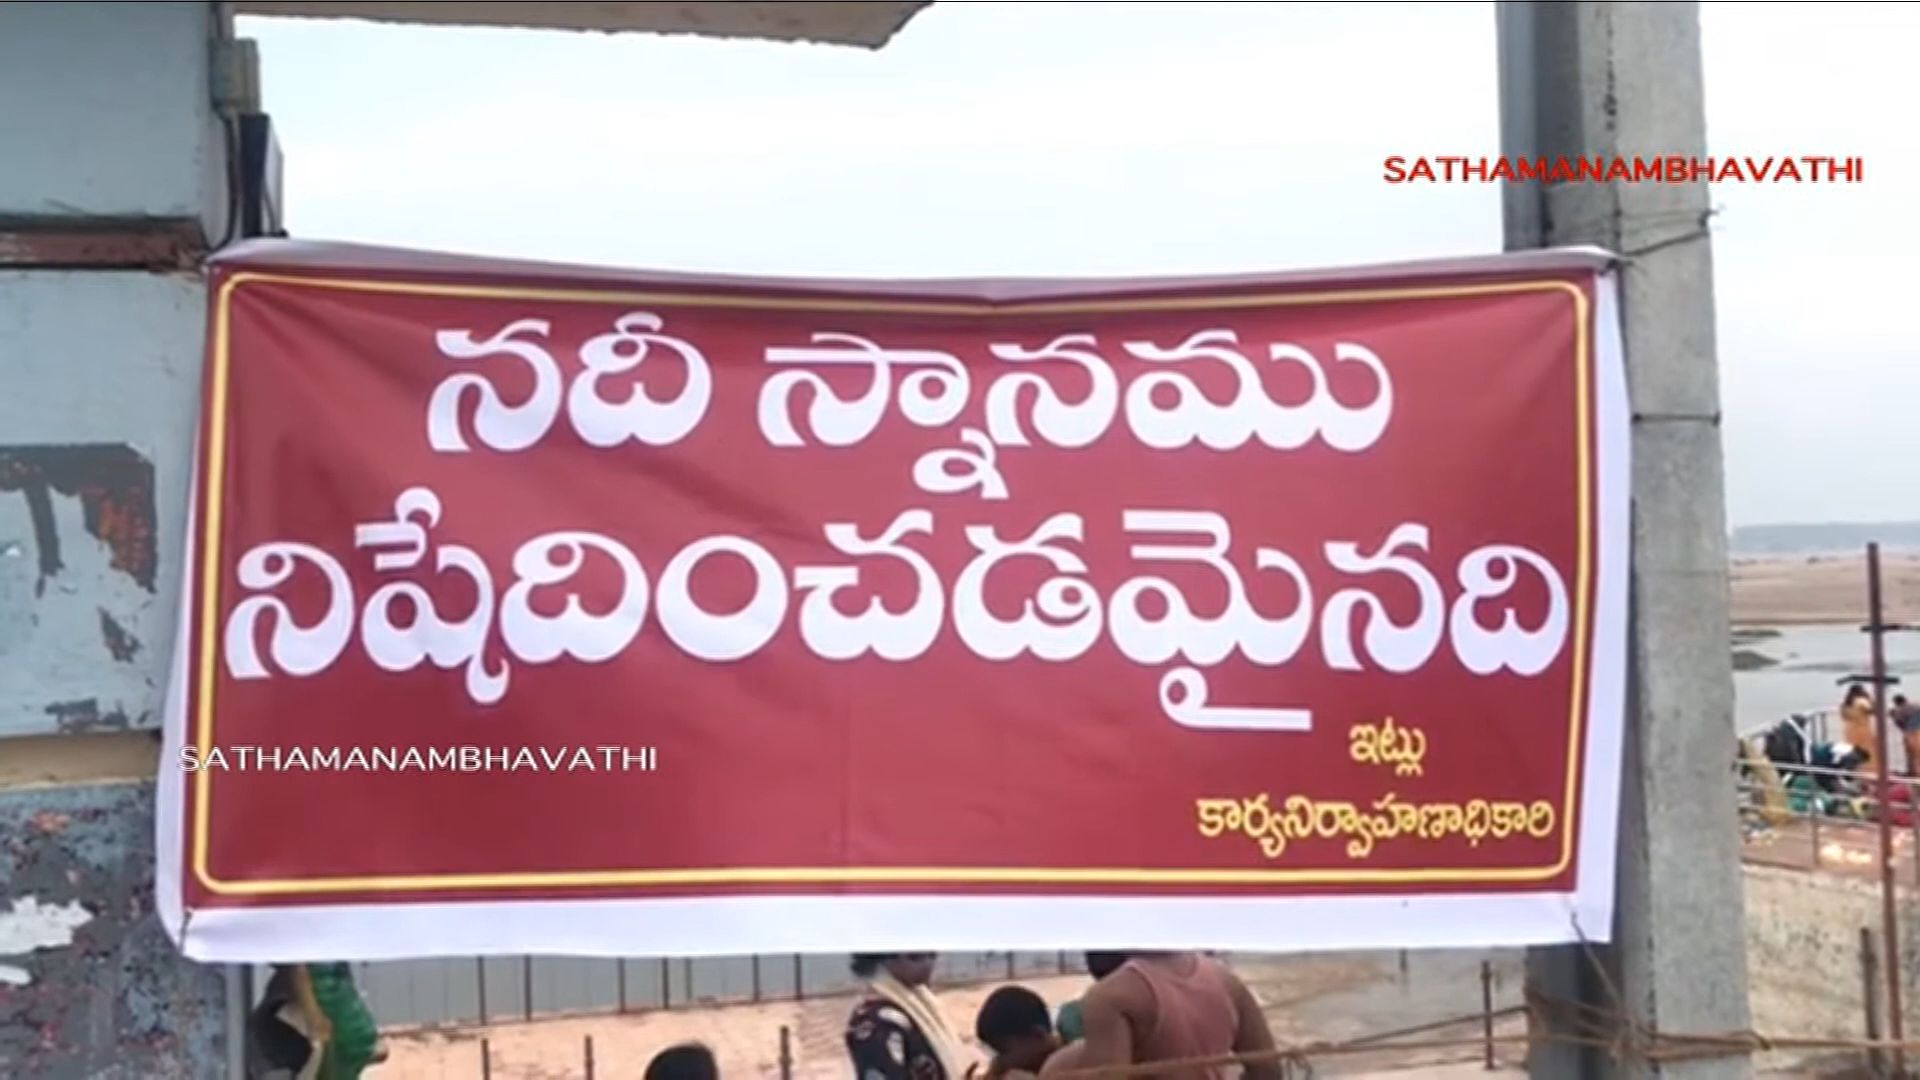 SATHAMANAMBHAVATHI
నదీ స్నానము
నిషేదించడమైనది
ఇట్లు
SATHAMANAMBHAVATHI
కార్యనిర్వాహణాధికారి